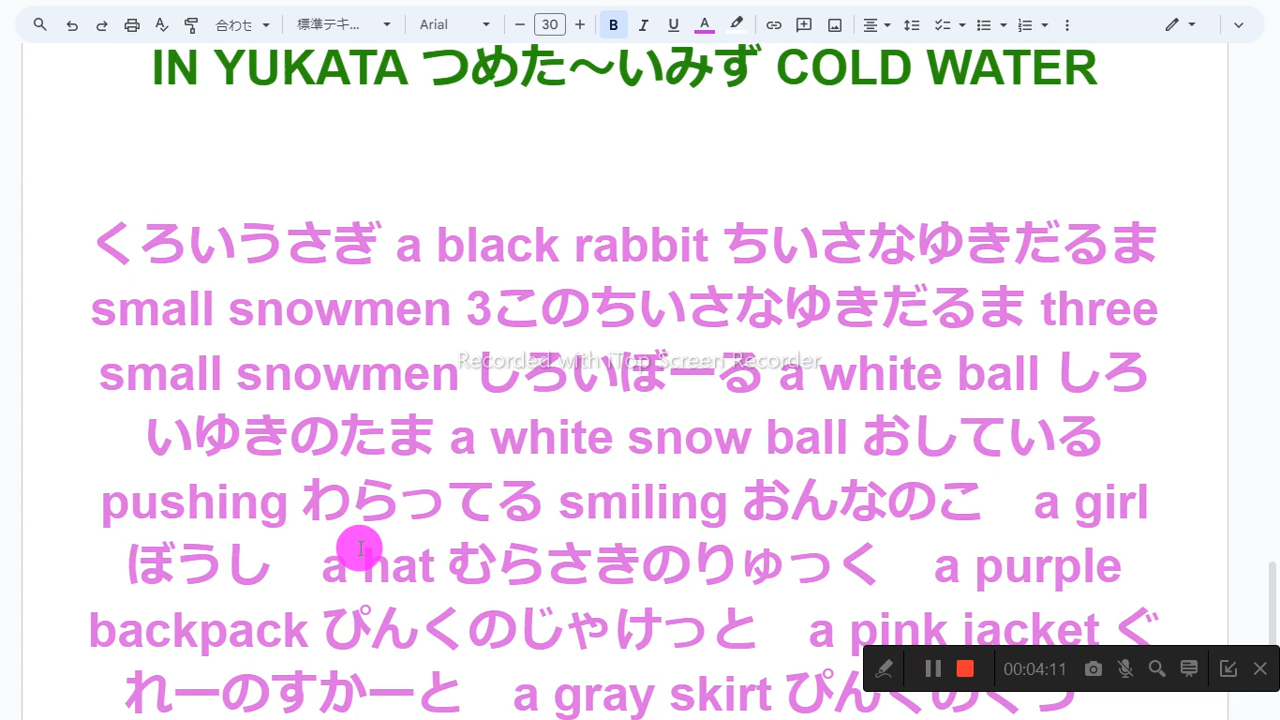 合わせ 標準テキ... Arial − 30 + B I U A
IN YUKATA つめた〜いみず COLD WATER
くろいうさぎ a black rabbit ちいさなゆきだるま
small snowmen 3このちいさなゆきだるま three
small snowmen しろいぼーる a white ball しろ
Recorded with iTop Screen Recorder
いゆきのたま a white snow ball おしている
pushing わらってる smiling おんなのこ a girl
ぼうし a hat むらさきのりゅっく a purple
backpack ぴんくのじゃけっと a pink jacket ぐ
れーのすかーと a gray skirt ぴんくのくつ
00:04:11